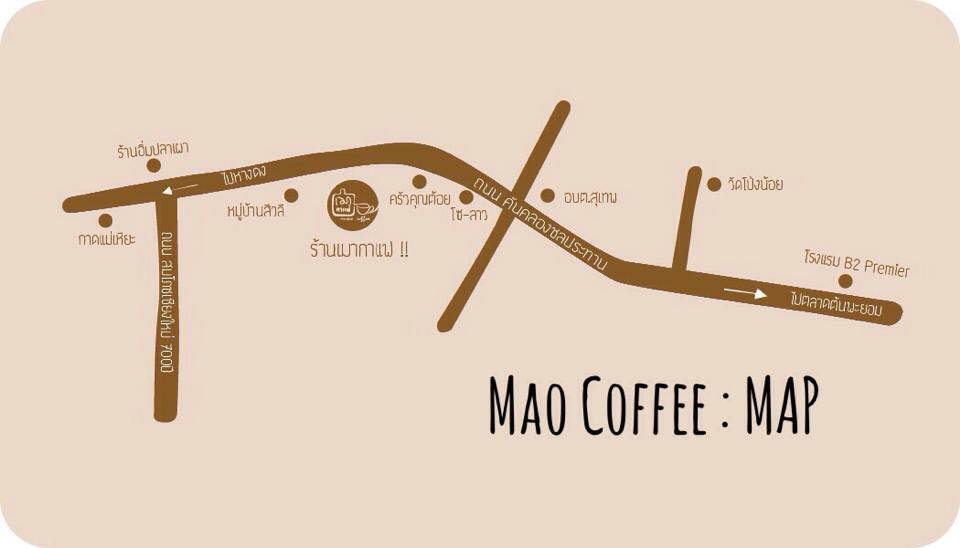 ร้านอิ่มปลาเผา
ไปหางดง
กาดแม่เหียะ
หมู่บ้านสิวลี
ร้านเมากาแฟ !!
ครัวคุณต้อย
โซ-ลาว
ถนน คันคลองชลประทาน
อบต.สุเทพ
วัดโป่งน้อย
โรงแรม B2 Premier
ไปตลาดต้นพะยอม
ถนน สมโภชเชียงใหม่ 700ปี
MAO COFFEE : MAP